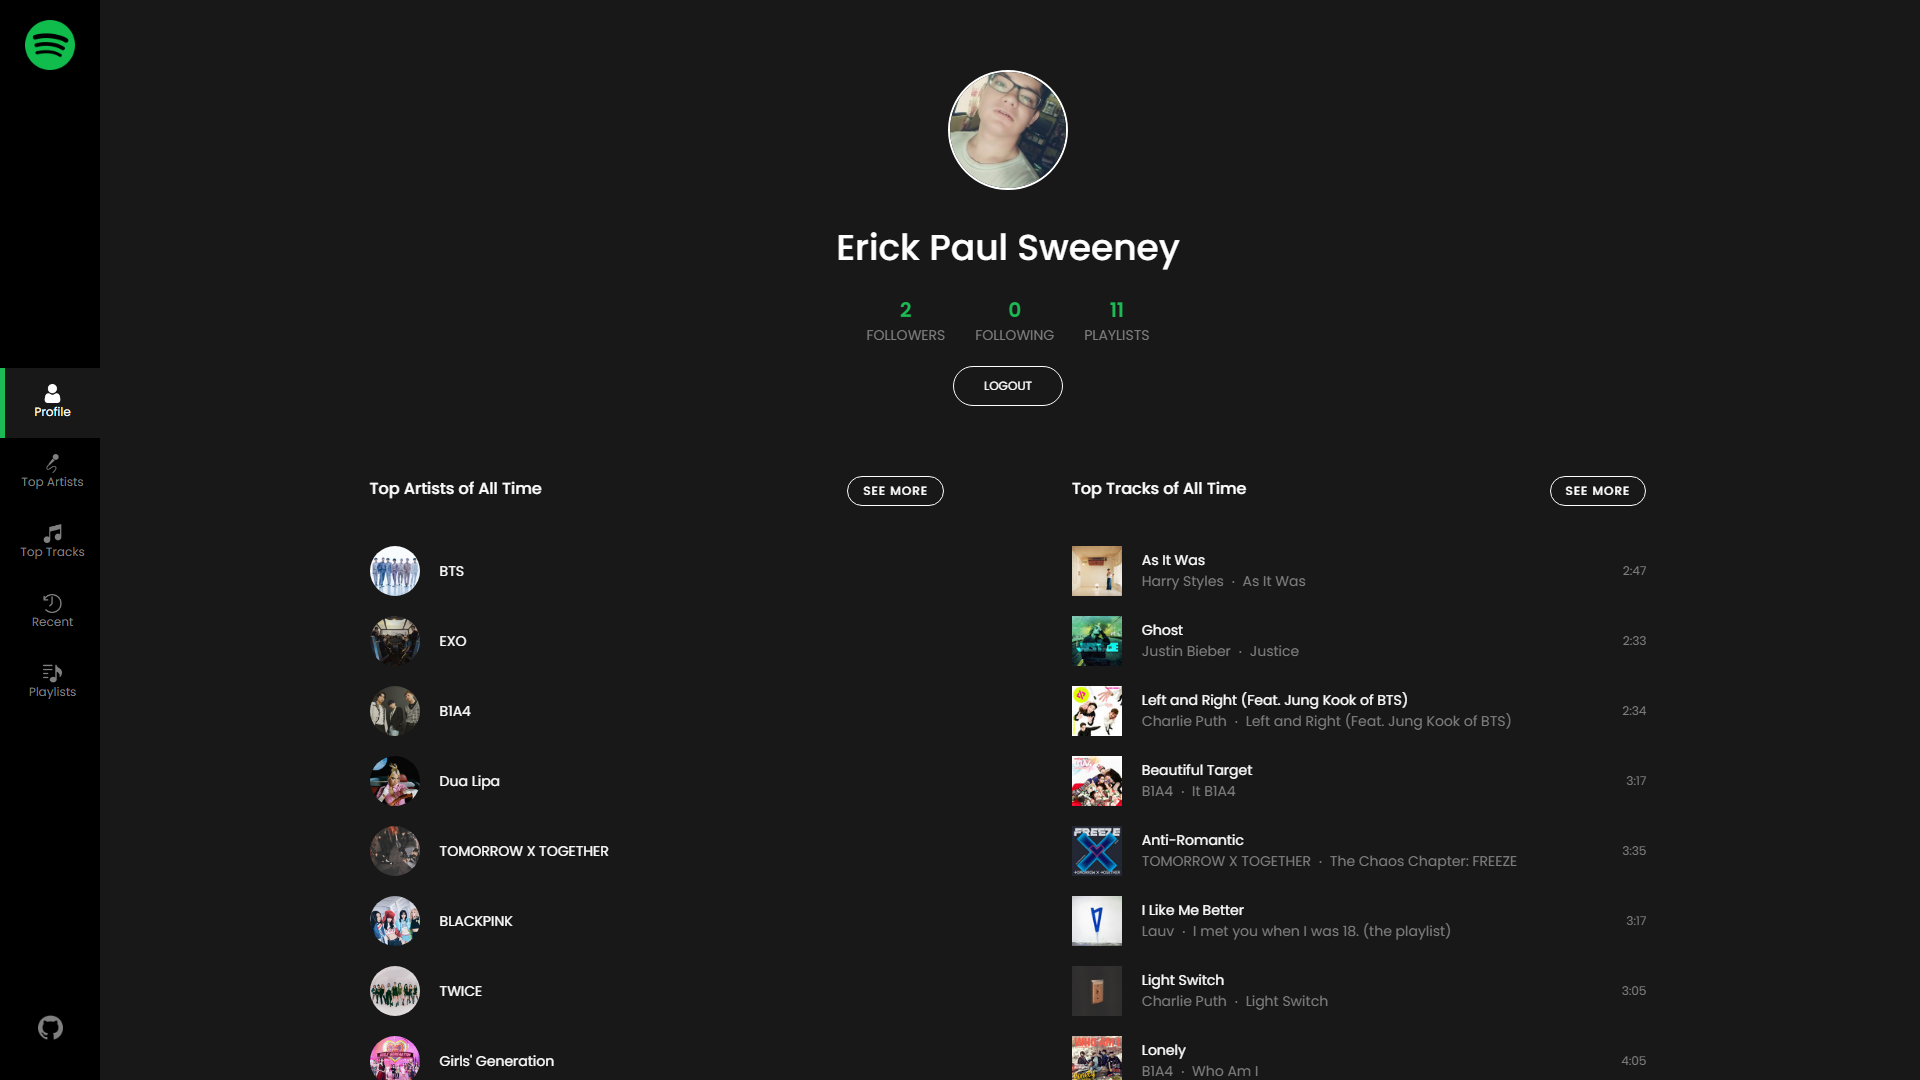 Erick Paul Sweeney
2 0 11
FOLLOWERS FOLLOWING PLAYLISTS
LOGOUT
Profile
Top Artists
Top Tracks
Recent
Playlists
Top Artists of All Time
SEE MORE
BTS
EXO
B1A4
Dua Lipa
TOMORROW X TOGETHER
BLACKPINK
TWICE
Girls' Generation
Top Tracks of All Time
SEE MORE
As It Was
Harry Styles · As It Was
2:47
Ghost
Justin Bieber · Justice
2:33
Left and Right (Feat. Jung Kook of BTS)
Charlie Puth · Left and Right (Feat. Jung Kook of BTS)
2:34
Beautiful Target
B1A4 · It B1A4
3:17
FREEZE
Anti-Romantic
TOMORROW X TOGETHER · The Chaos Chapter: FREEZE
3:35
I Like Me Better
Lauv · I met you when I was 18. (the playlist)
3:17
Light Switch
Charlie Puth · Light Switch
3:05
Lonely
B1A4 · Who Am I
4:05